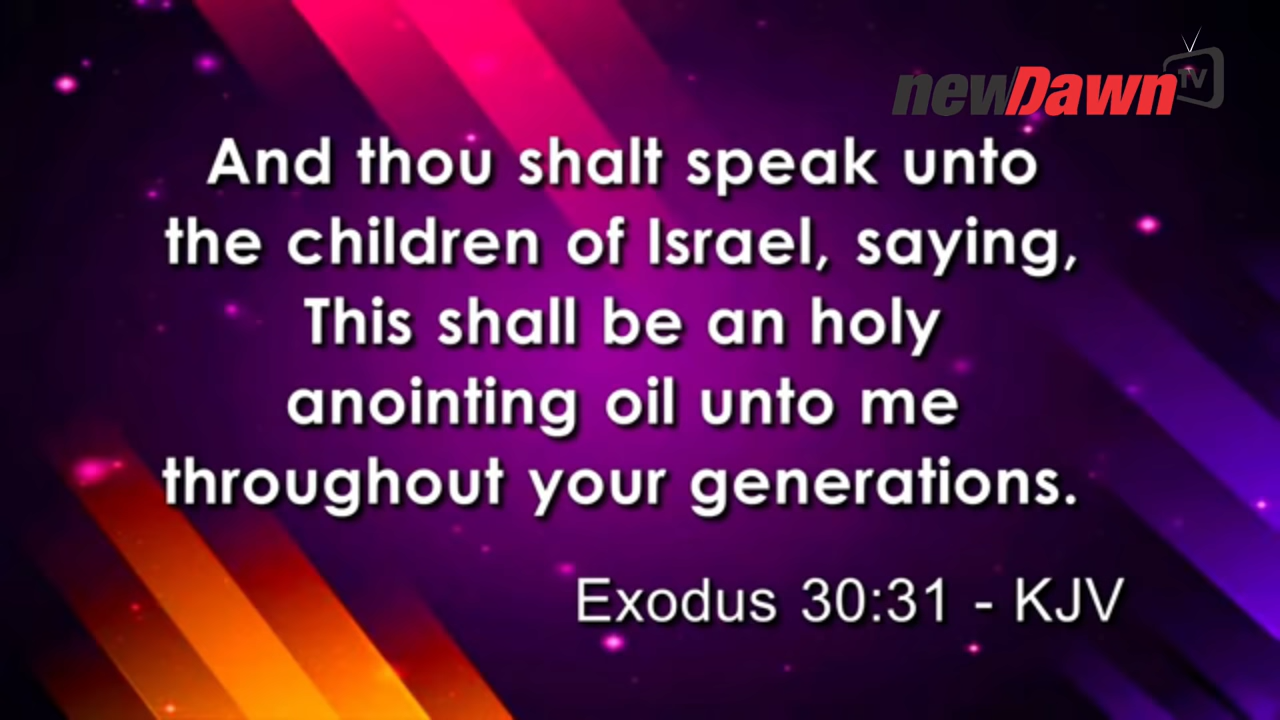 newDawn TV
And thou shalt speak unto
the children of Israel, saying,
This shall be an holy
anointing oil unto me
throughout your generations.
Exodus 30:31 - KJV